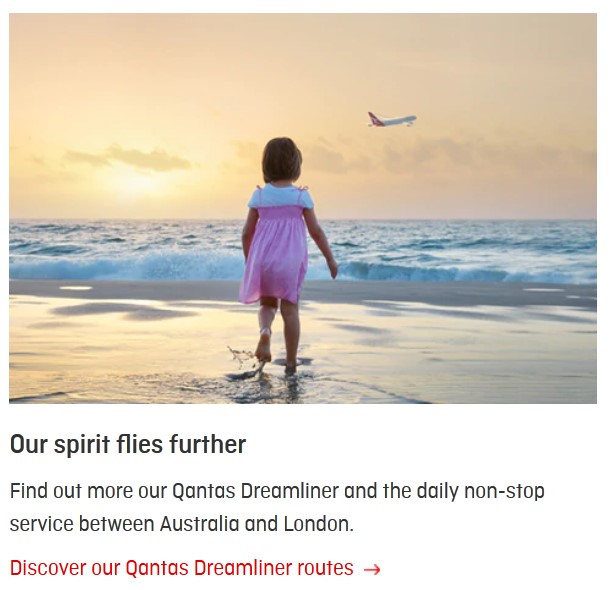 Our spirit flies further
Find out more our Qantas Dreamliner and the daily non-stop
service between Australia and London.
Discover our Qantas Dreamliner routes →